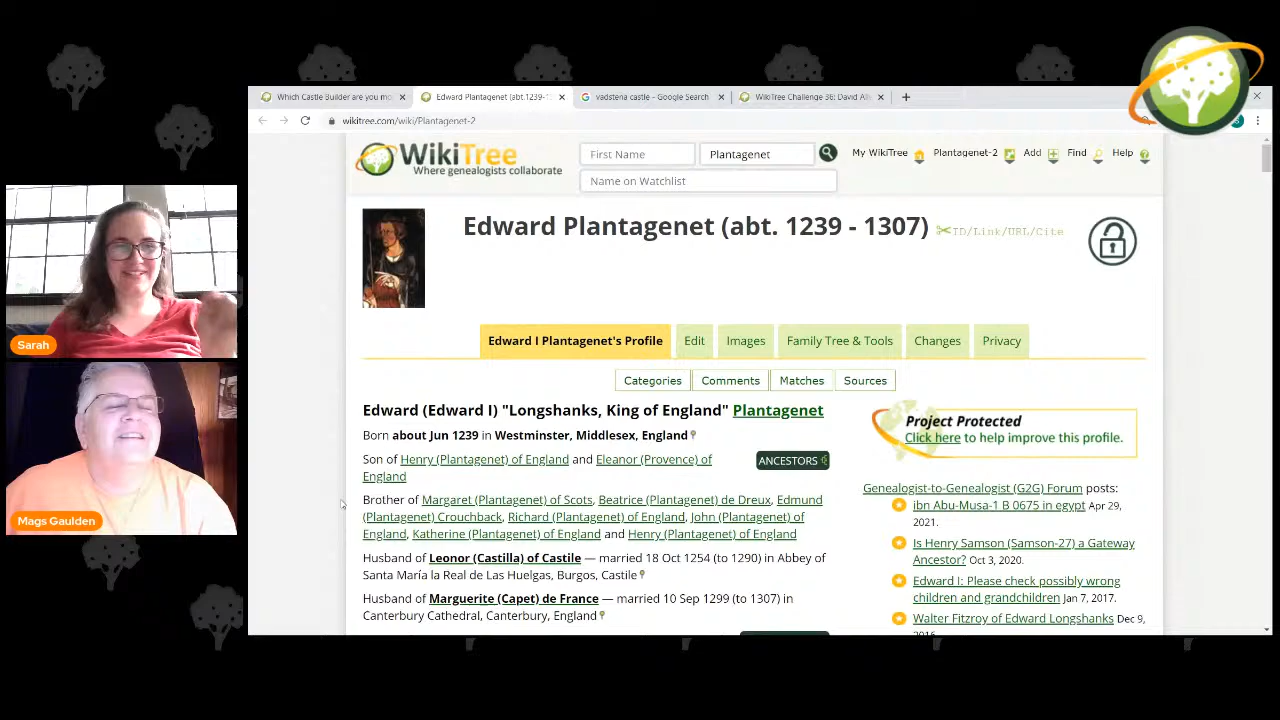 Which Castle Builder are you mo
Edward Plantagenet (abt.1239-1
vadstena castle - Google Search
WikiTree Challenge 36: David All
wikitree.com/wiki/Plantagenet-2
WikiTree
Where genealogists collaborate
First Name
Plantagenet
Name on Watchlist
My WikiTree
Plantagenet-2
Add
Find
Help
Edward Plantagenet (abt. 1239 - 1307)
ID/Link/URL/Cite
Edward I Plantagenet's Profile
Edit
Images
Family Tree & Tools
Changes
Privacy
Categories
Comments
Matches
Sources
Edward (Edward I) "Longshanks, King of England" Plantagenet
Born about Jun 1239 in Westminster, Middlesex, England
Son of Henry (Plantagenet) of England and Eleanor (Provence) of
England
ANCESTORS
Brother of Margaret (Plantagenet) of Scots, Beatrice (Plantagenet) de Dreux, Edmund
(Plantagenet) Crouchback, Richard (Plantagenet) of England, John (Plantagenet) of
England, Katherine (Plantagenet) of England and Henry (Plantagenet) of England
Husband of Leonor (Castilla) of Castile — married 18 Oct 1254 (to 1290) in Abbey of
Santa María la Real de Las Huelgas, Burgos, Castile
Husband of Marguerite (Capet) de France — married 10 Sep 1299 (to 1307) in
Canterbury Cathedral, Canterbury, England
Project Protected
Click here to help improve this profile.
Genealogist-to-Genealogist (G2G) Forum posts:
ibn Abu-Musa-1 B 0675 in egypt Apr 29,
2021.
Is Henry Samson (Samson-27) a Gateway
Ancestor? Oct 3, 2020.
Edward I: Please check possibly wrong
children and grandchildren Jan 7, 2017.
Walter Fitzroy of Edward Longshanks Dec 9,
Sarah
Mags Gaulden